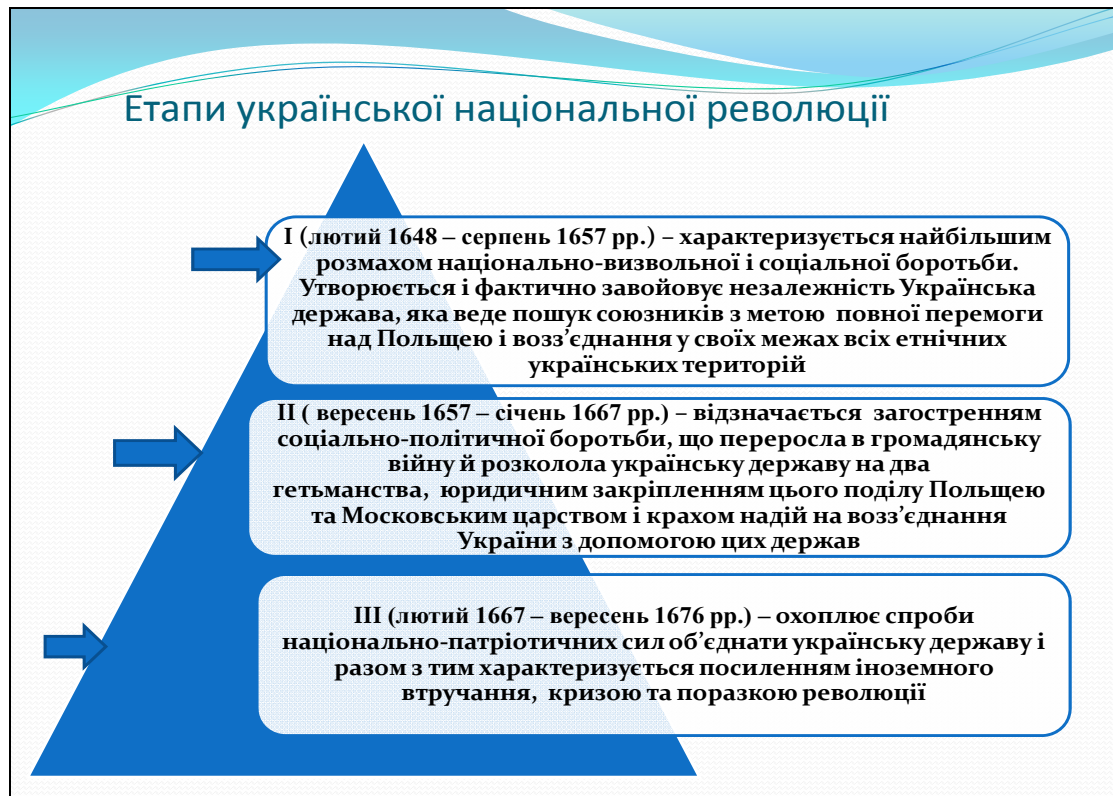 Етапи української національної революції
І (лютий 1648 – серпень 1657 рр.) – характеризується найбільшим
розмахом національно-визвольної і соціальної боротьби.
Утворюється і фактично завойовує незалежність Українська
держава, яка веде пошук союзників з метою повної перемоги
над Польщею і возз’єднання у своїх межах всіх етнічних
українських територій
ІІ ( вересень 1657 – січень 1667 рр.) – відзначається загостренням
соціально-політичної боротьби, що переросла в громадянську
війну й розколола українську державу на два
гетьманства, юридичним закріпленням цього поділу Польщею
та Московським царством і крахом надій на возз’єднання
України з допомогою цих держав
ІІІ (лютий 1667 – вересень 1676 рр.) – охоплює спроби
національно-патріотичних сил об’єднати українську державу і
разом з тим характеризується посиленням іноземного
втручання, кризою та поразкою революції